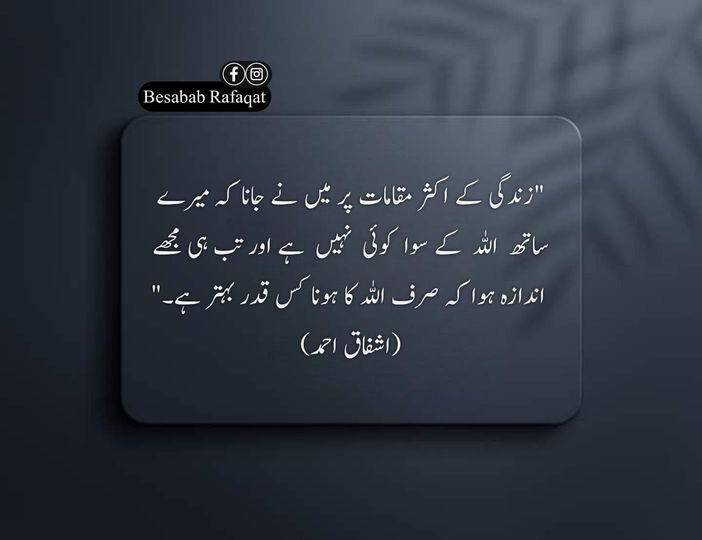 Besabab Rafaqat
"زندگی کے اکثر مقامات پر میں نے جانا کہ میرے
ساتھ اللہ کے سوا کوئی نہیں ہے اور تب ہی مجھے
اندازہ ہوا کہ صرف اللہ کا ہونا کس قدر بہتر ہے۔"
(اشفاق احمد)